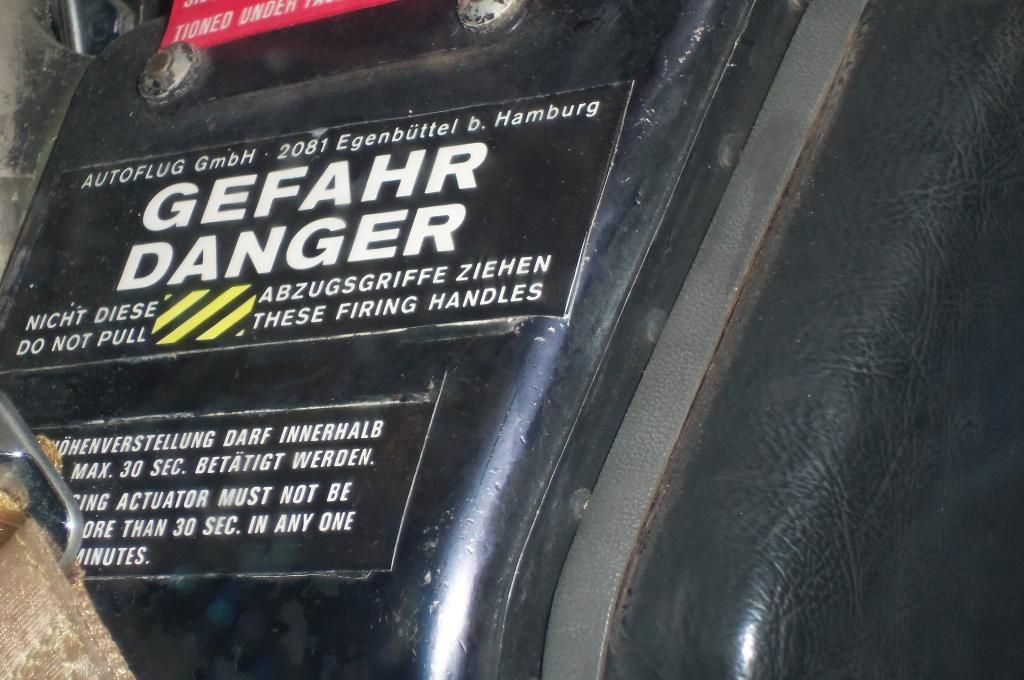 TIONED UNDER
AUTOFLUG GmbH · 2081 Egenbüttel b. Hamburg
GEFAHR
DANGER
NICHT DIESE ABZUGSGRIFFE ZIEHEN
DO NOT PULL THESE FIRING HANDLES
HÖHENVERSTELLUNG DARF INNERHALB
MAX. 30 SEC. BETÄTIGT WERDEN.
ACTUATOR MUST NOT BE
ORE THAN 30 SEC. IN ANY ONE
MINUTES.